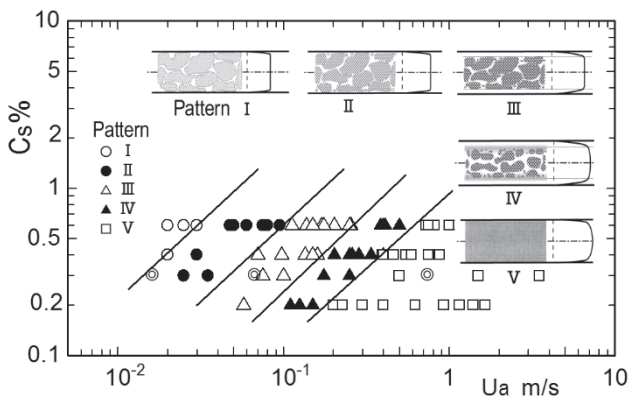 10
5
2
1
0.5
0.2
0.1
Cs%
Pattern I
II
III
IV
V
Pattern
I
II
III
IV
V
10⁻²
10⁻¹
1
10
Ua m/s